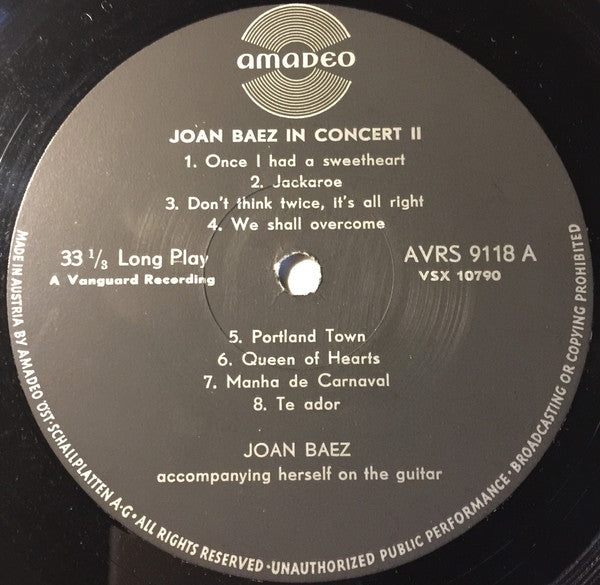 AMADEO
JOAN BAEZ IN CONCERT II
1. Once I had a sweetheart
2. Jackaroe
3. Don't think twice, it's all right
4. We shall overcome
33 1/3 Long Play
A Vanguard Recording
AVRS 9118 A
VSX 10790
5. Portland Town
6. Queen of Hearts
7. Manha de Carnaval
8. Te ador
JOAN BAEZ
accompanying herself on the guitar
MADE IN AUSTRIA BY AMADEO ÖST·SCHALLPLATTEN A·G·ALL RIGHTS RESERVED·UNAUTHORIZED PUBLIC PERFORMANCE·BROADCASTING OR COPYING PROHIBITED